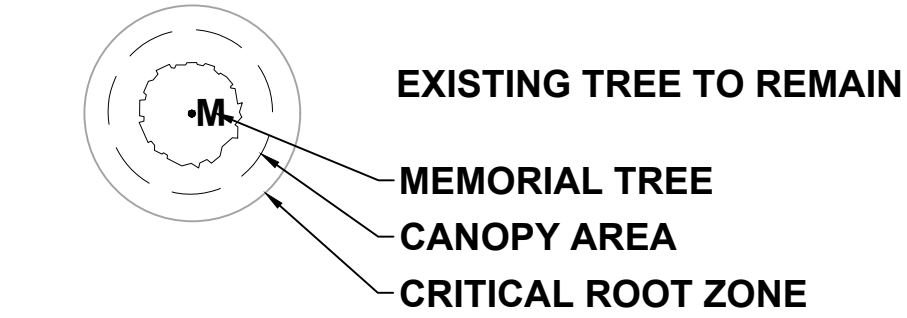 EXISTING TREE TO REMAIN
M
MEMORIAL TREE
CANOPY AREA
CRITICAL ROOT ZONE